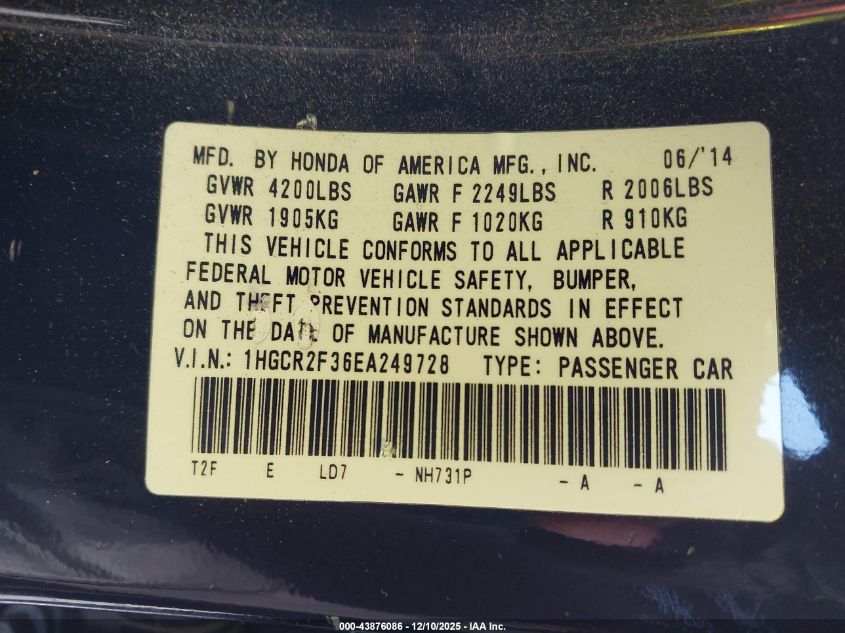 MFD. BY HONDA OF AMERICA MFG., INC. 06/'14
GVWR 4200LBS GAWR F 2249LBS R 2006LBS
GVWR 1905KG GAWR F 1020KG R 910KG
THIS VEHICLE CONFORMS TO ALL APPLICABLE
FEDERAL MOTOR VEHICLE SAFETY, BUMPER,
AND THEFT PREVENTION STANDARDS IN EFFECT
ON THE DATE OF MANUFACTURE SHOWN ABOVE.
V.I.N.: 1HGCR2F36EA249728 TYPE: PASSENGER CAR
T2F E LD7 - NH731P - A - A
000-43876086 - 12/10/2025 - IAA Inc.